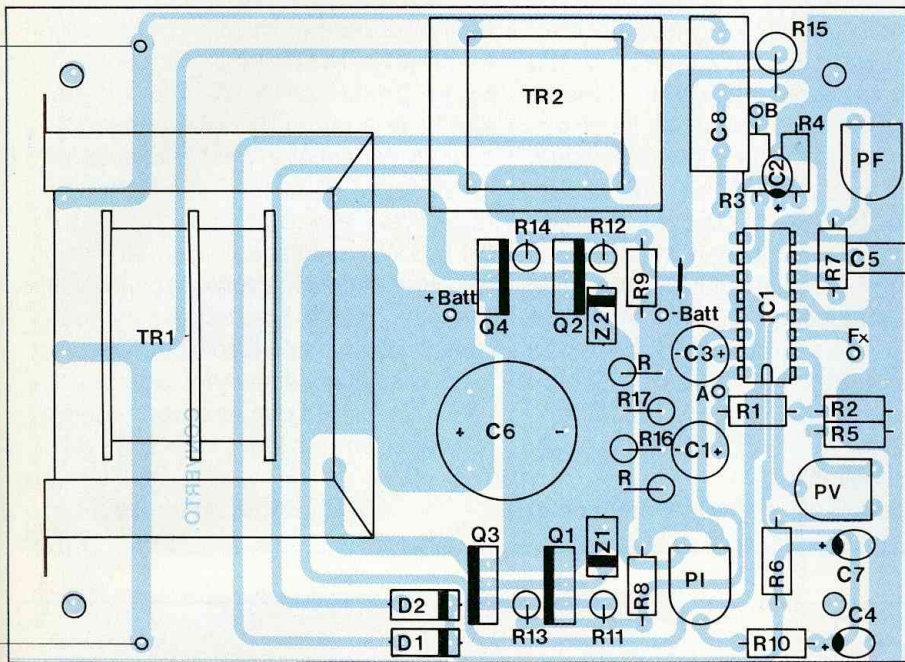 R15
TR2
C8
B
R4
C2
R3
+
PF
R14
R12
R7
C5
R9
IC1
+Batt
Q4
Q2
Z2
-Batt
TR1
-C3+
Fx
R
A
R17
R1
R2
+ C6 -
R16
-C1+
R5
R
PV
CONVERTO.
Q3
Q1
Z1
R6
+
C7
PI
R8
D2
C4
D1
R13
R11
R10
+